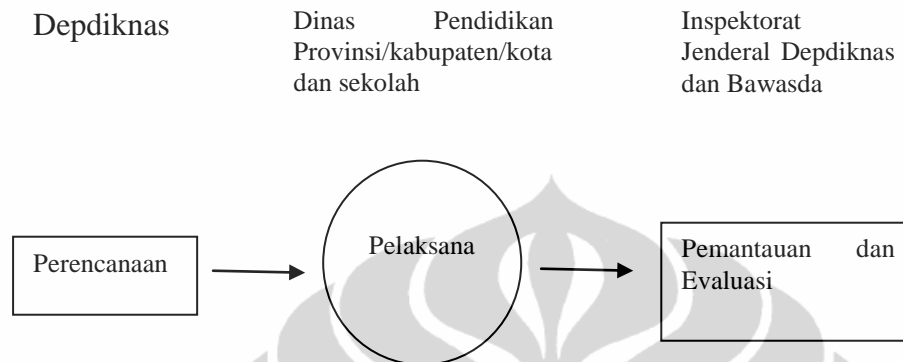 Depdiknas
Dinas Pendidikan
Provinsi/kabupaten/kota
dan sekolah
Inspektorat
Jenderal Depdiknas
dan Bawasda
Perencanaan
Pelaksana
Pemantauan dan
Evaluasi